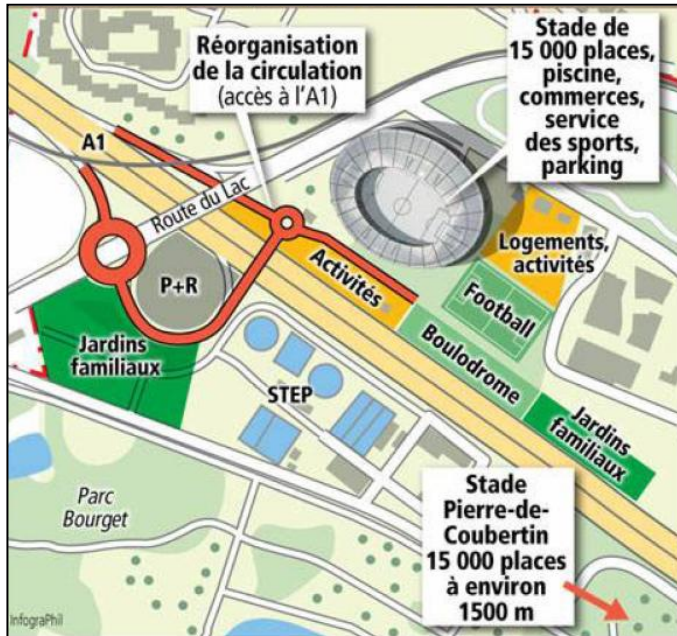 Stade de
15 000 places,
piscine,
commerces,
service
des sports,
parking
Réorganisation
de la circulation
(accès à l'A1)
A1
Route du Lac
P+R
Activités
Logements,
activités
Football
Boulodrome
Jardins
familiaux
Jardins
familiaux
STEP
Parc
Bourget
Stade
Pierre-de-
Coubertin
15 000 places
à environ
1500 m
InfograPhil